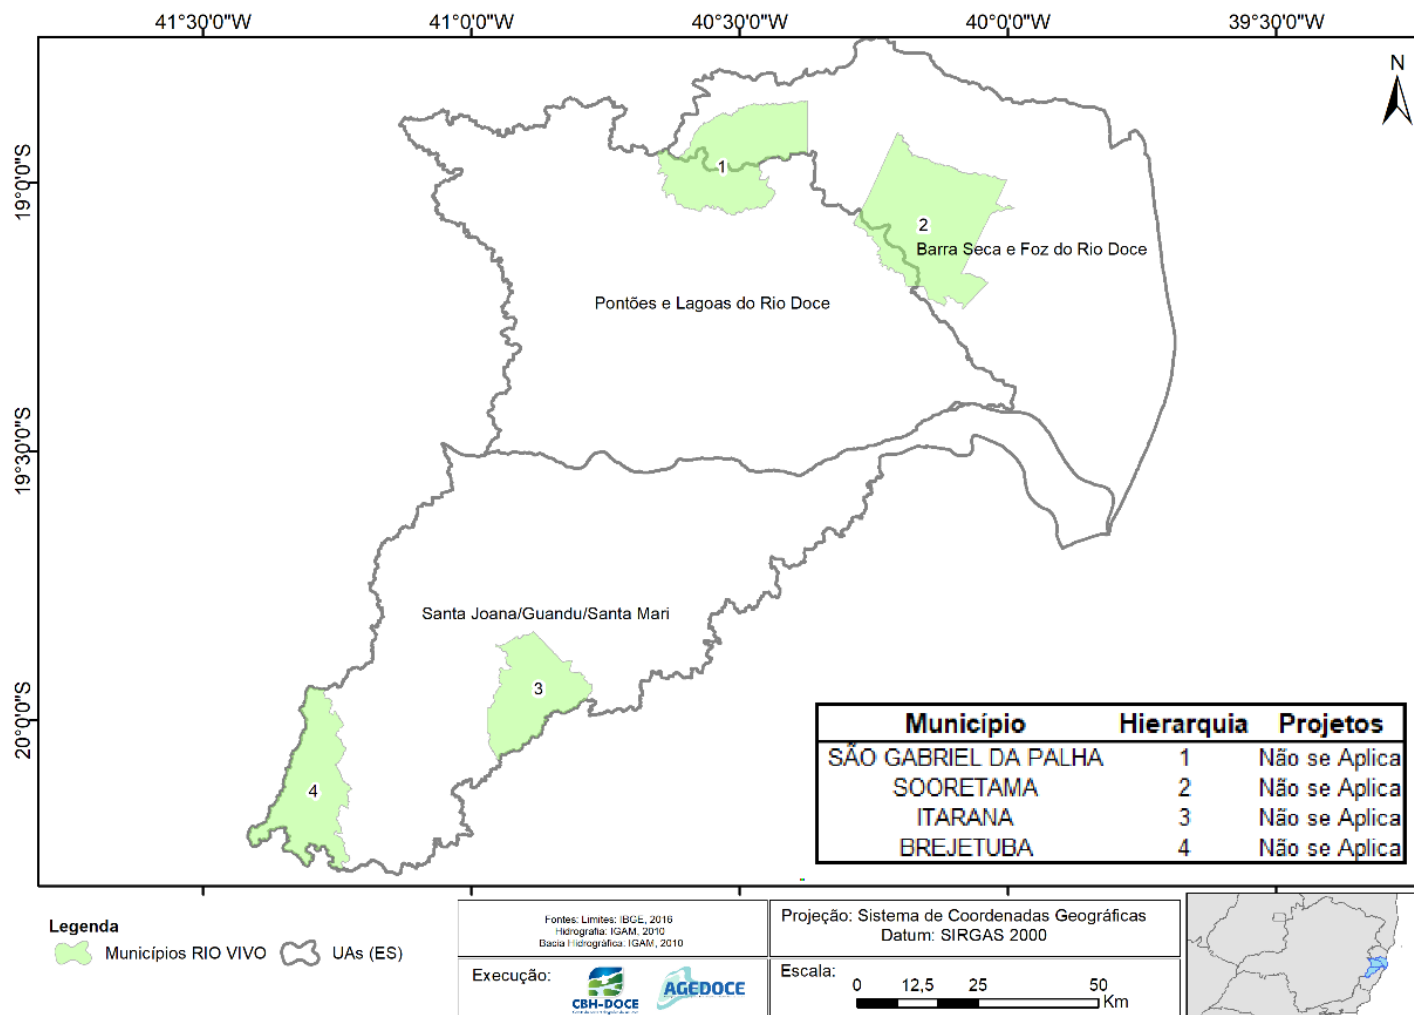 41°30'0"W 41°0'0"W 40°30'0"W 40°0'0"W 39°30'0"W
N
19°0'0"S
19°30'0"S
20°0'0"S
1
2
Barra Seca e Foz do Rio Doce
Pontões e Lagoas do Rio Doce
Santa Joana/Guandu/Santa Mari
3
4
Município Hierarquia Projetos
SÃO GABRIEL DA PALHA 1 Não se Aplica
SOORETAMA 2 Não se Aplica
ITARANA 3 Não se Aplica
BREJETUBA 4 Não se Aplica
Legenda
Municípios RIO VIVO UAs (ES)
Fontes: Limites: IBGE, 2016
Hidrografia: IGAM, 2010
Bacia Hidrográfica: IGAM, 2010
Execução:
CBH-DOCE
AGEDOCE
Projeção: Sistema de Coordenadas Geográficas
Datum: SIRGAS 2000
Escala:
0 12,5 25 50
Km